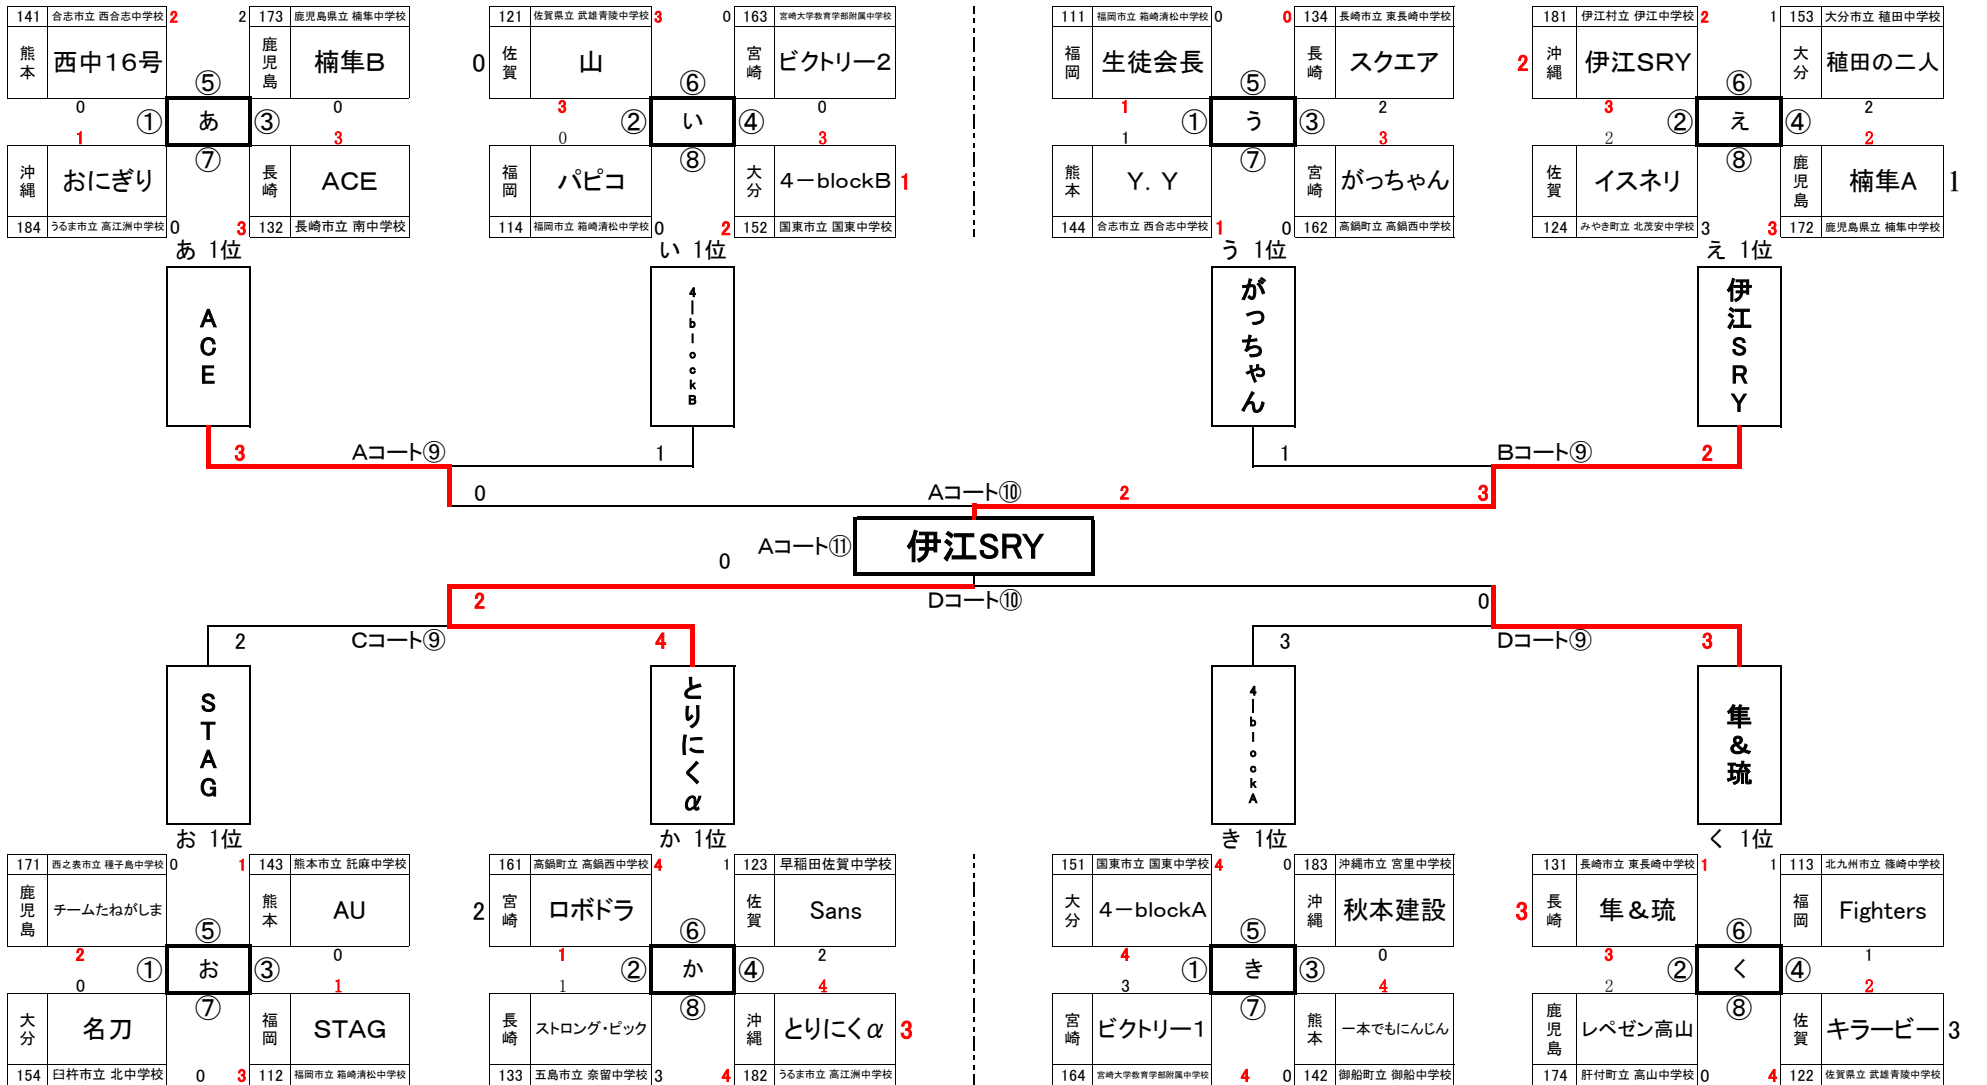 141 合志市立 西合志中学校 2 2 173 鹿児島県立 楠隼中学校
熊本 西中16号 鹿児島 楠隼B
⑤
0 0
① あ ③
1 3
⑦
沖縄 おにぎり 長崎 ACE
184 うるま市立 高江洲中学校 0 3 132 長崎市立 南中学校
あ 1位
121 佐賀県立 武雄青陵中学校 3 0 163 宮崎大学教育学部附属中学校
0 佐賀 山 宮崎 ビクトリー2
⑥
3 0
② い ④
0 3
⑧
福岡 パピコ 大分 4-blockB 1
114 福岡市立 箱崎清松中学校 0 2 152 国東市立 国東中学校
い 1位
111 福岡市立 箱崎清松中学校 0 0 134 長崎市立 東長崎中学校
福岡 生徒会長 長崎 スクエア
⑤
1 2
① う ③
1 3
⑦
熊本 Y.Y 宮崎 がっちゃん
144 合志市立 西合志中学校 1 0 162 高鍋町立 高鍋西中学校
う 1位
181 伊江村立 伊江中学校 2 1 153 大分市立 稙田中学校
2 沖縄 伊江SRY 大分 稙田の二人
⑥
3 2
② え ④
2 2
⑧
佐賀 イスネリ 鹿児島 楠隼A 1
124 みやき町立 北茂安中学校 3 3 172 鹿児島県立 楠隼中学校
え 1位
ACE 4-blockB がっちゃん 伊江SRY
3 Aコート⑨ 1 1 Bコート⑨ 2
0 Aコート⑩ 2 3
0 Aコート⑪ 伊江SRY
2 Dコート⑩ 0
2 Cコート⑨ 4 3 Dコート⑨ 3
STAG とりにくα 4-blockA 隼&琉
お 1位 か 1位 き 1位 く 1位
171 西之表市立 種子島中学校 0 1 143 熊本市立 託麻中学校
鹿児島 チームたねがしま 熊本 AU
⑤
2 0
① お ③
0 1
⑦
大分 名刀 福岡 STAG
154 臼杵市立 北中学校 0 3 112 福岡市立 箱崎清松中学校
161 高鍋町立 高鍋西中学校 4 1 123 早稲田佐賀中学校
2 宮崎 ロボドラ 佐賀 Sans
⑥
1 2
② か ④
1 4
⑧
長崎 ストロング・ピック 沖縄 とりにくα 3
133 五島市立 奈留中学校 3 4 182 うるま市立 高江洲中学校
151 国東市立 国東中学校 4 0 183 沖縄市立 宮里中学校
大分 4-blockA 沖縄 秋本建設
⑤
4 0
① き ③
3 4
⑦
宮崎 ビクトリー1 熊本 一本でもにんじん
164 宮崎大学教育学部附属中学校 4 0 142 御船町立 御船中学校
131 長崎市立 東長崎中学校 1 1 113 北九州市立 篠崎中学校
3 長崎 隼&琉 福岡 Fighters
⑥
3 1
② く ④
2 2
⑧
鹿児島 レペゼン高山 佐賀 キラービー 3
174 肝付町立 高山中学校 0 4 122 佐賀県立 武雄青陵中学校